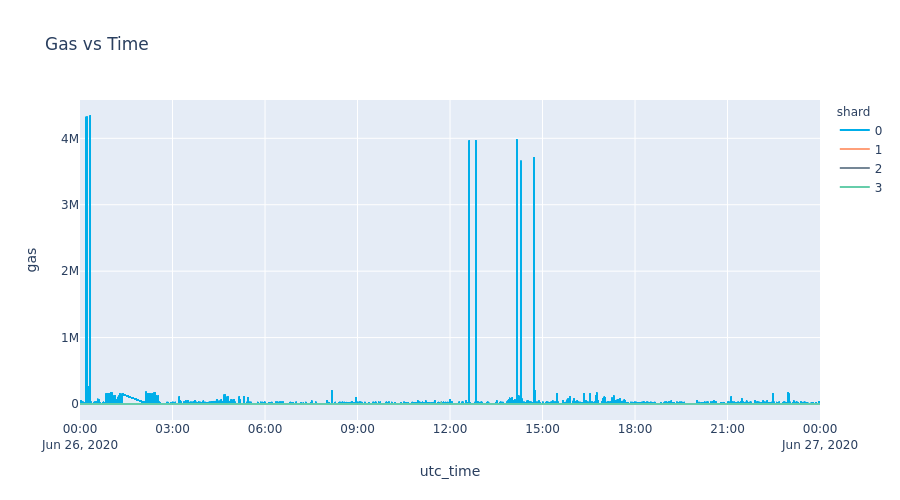 Gas vs Time
shard
0
1
2
3
4M
3M
2M
1M
0
gas
00:00
Jun 26, 2020
03:00
06:00
09:00
12:00
15:00
18:00
21:00
00:00
Jun 27, 2020
utc_time